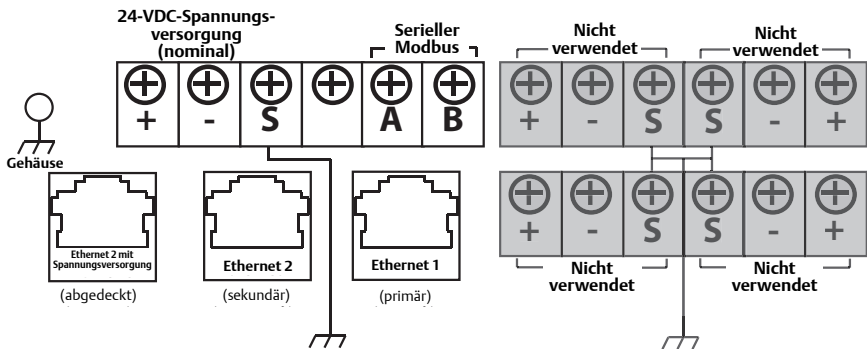 24-VDC-Spannungs-
versorgung
(nominal)
Serieller
Modbus
Nicht
verwendet
Nicht
verwendet
+ - S A B
+ - S S - +
Gehäuse
Ethernet 2 mit
Spannungsversorgung
(abgedeckt)
Ethernet 2
(sekundär)
Ethernet 1
(primär)
+ - S S - +
Nicht
verwendet
Nicht
verwendet